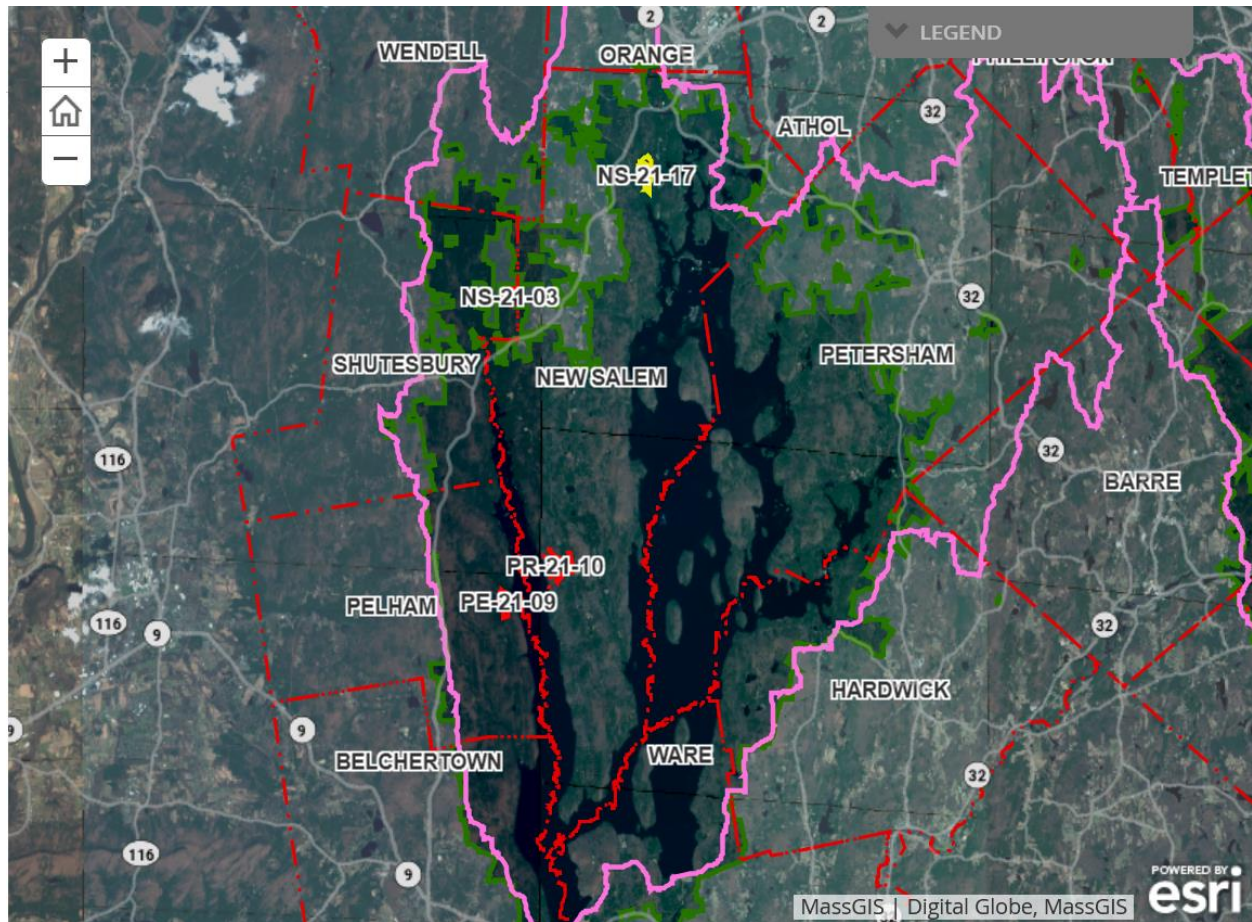 2
2
LEGEND
WENDELL
ORANGE
32
ATHOL
NS-21-17
TEMPLET
NS-21-03
32
SHUTESBURY
NEW SALEM
PETERSHAM
116
32
BARRE
PR-21-10
PE-21-09
PELHAM
116
9
32
HARDWICK
9
9
BELCHERTOWN
WARE
32
116
9
POWERED BY
esri
MassGIS | Digital Globe, MassGIS